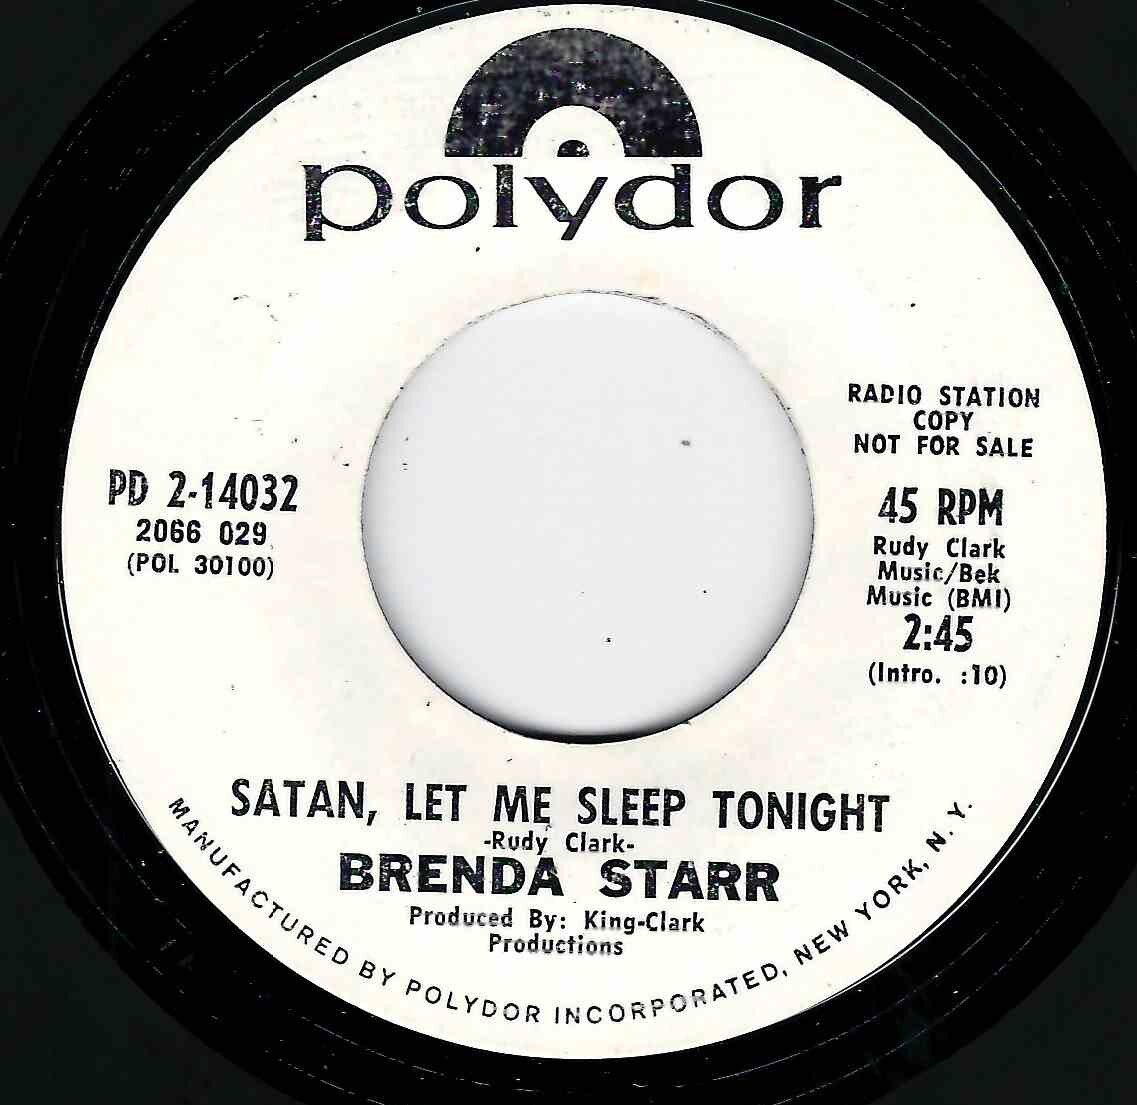 polydor
RADIO STATION
COPY
NOT FOR SALE
PD 2-14032
2066 029
(POL 30100)
45 RPM
Rudy Clark
Music/Bek
Music (BMI)
2:45
(Intro. :10)
SATAN, LET ME SLEEP TONIGHT
-Rudy Clark-
BRENDA STARR
Produced By: King-Clark
Productions
MANUFACTURED BY POLYDOR INCORPORATED, NEW YORK, N.Y.